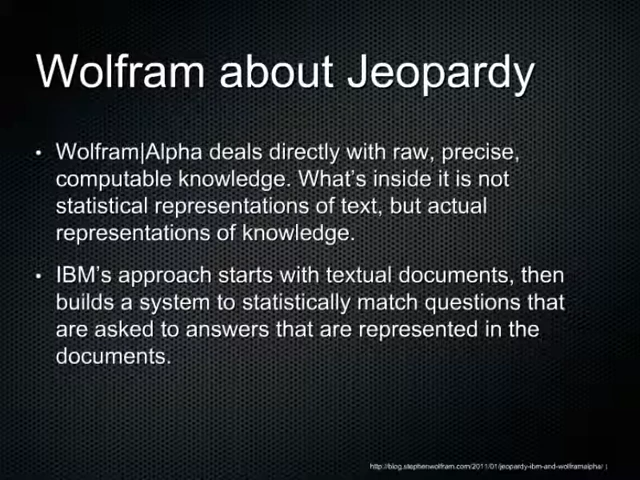 Wolfram about Jeopardy
• Wolfram|Alpha deals directly with raw, precise,
computable knowledge. What's inside it is not
statistical representations of text, but actual
representations of knowledge.
• IBM's approach starts with textual documents, then
builds a system to statistically match questions that
are asked to answers that are represented in the
documents.
http://blog.stephenwolfram.com/2011/01/jeopardy-ibm-and-wolframalpha/ |